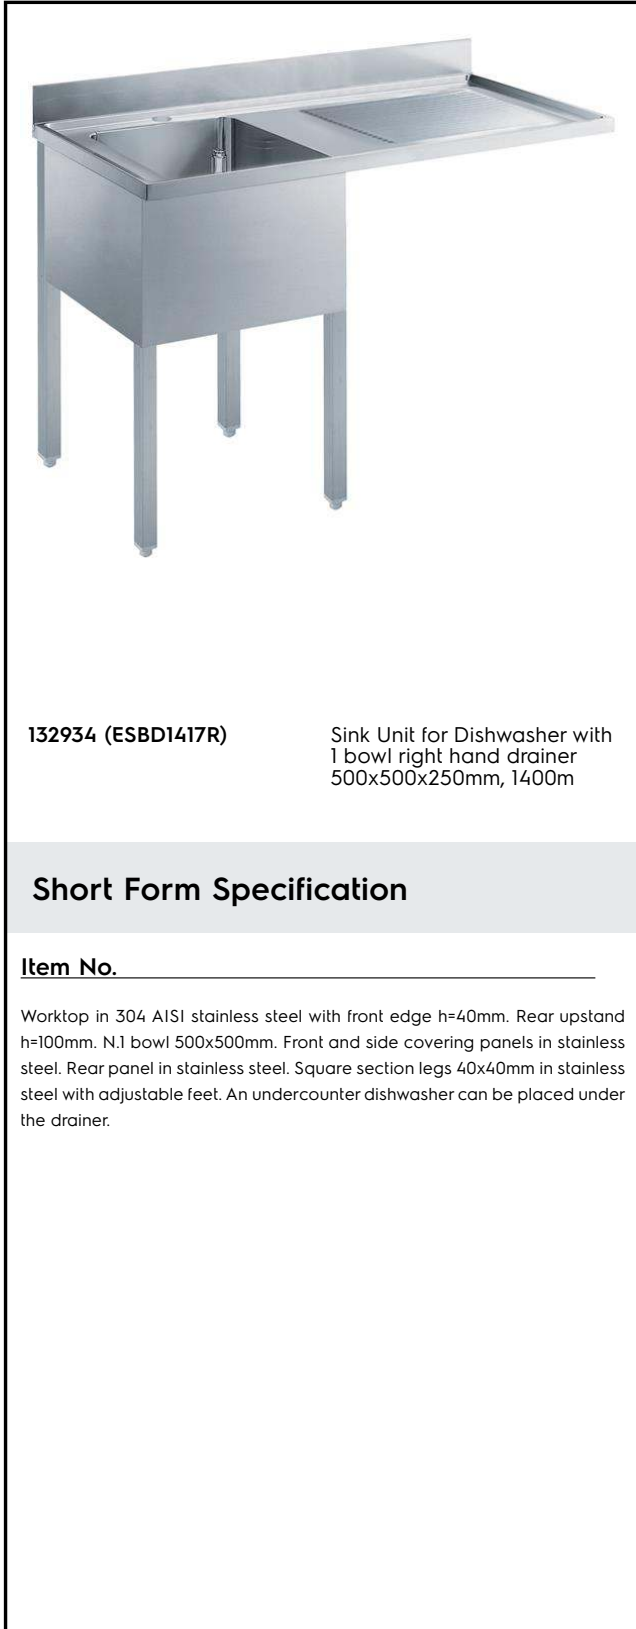 132934 (ESBD1417R)
Sink Unit for Dishwasher with
1 bowl right hand drainer
500x500x250mm, 1400m
Short Form Specification
Item No.
Worktop in 304 AISI stainless steel with front edge h=40mm. Rear upstand
h=100mm. N.1 bowl 500x500mm. Front and side covering panels in stainless
steel. Rear panel in stainless steel. Square section legs 40x40mm in stainless
steel with adjustable feet. An undercounter dishwasher can be placed under
the drainer.